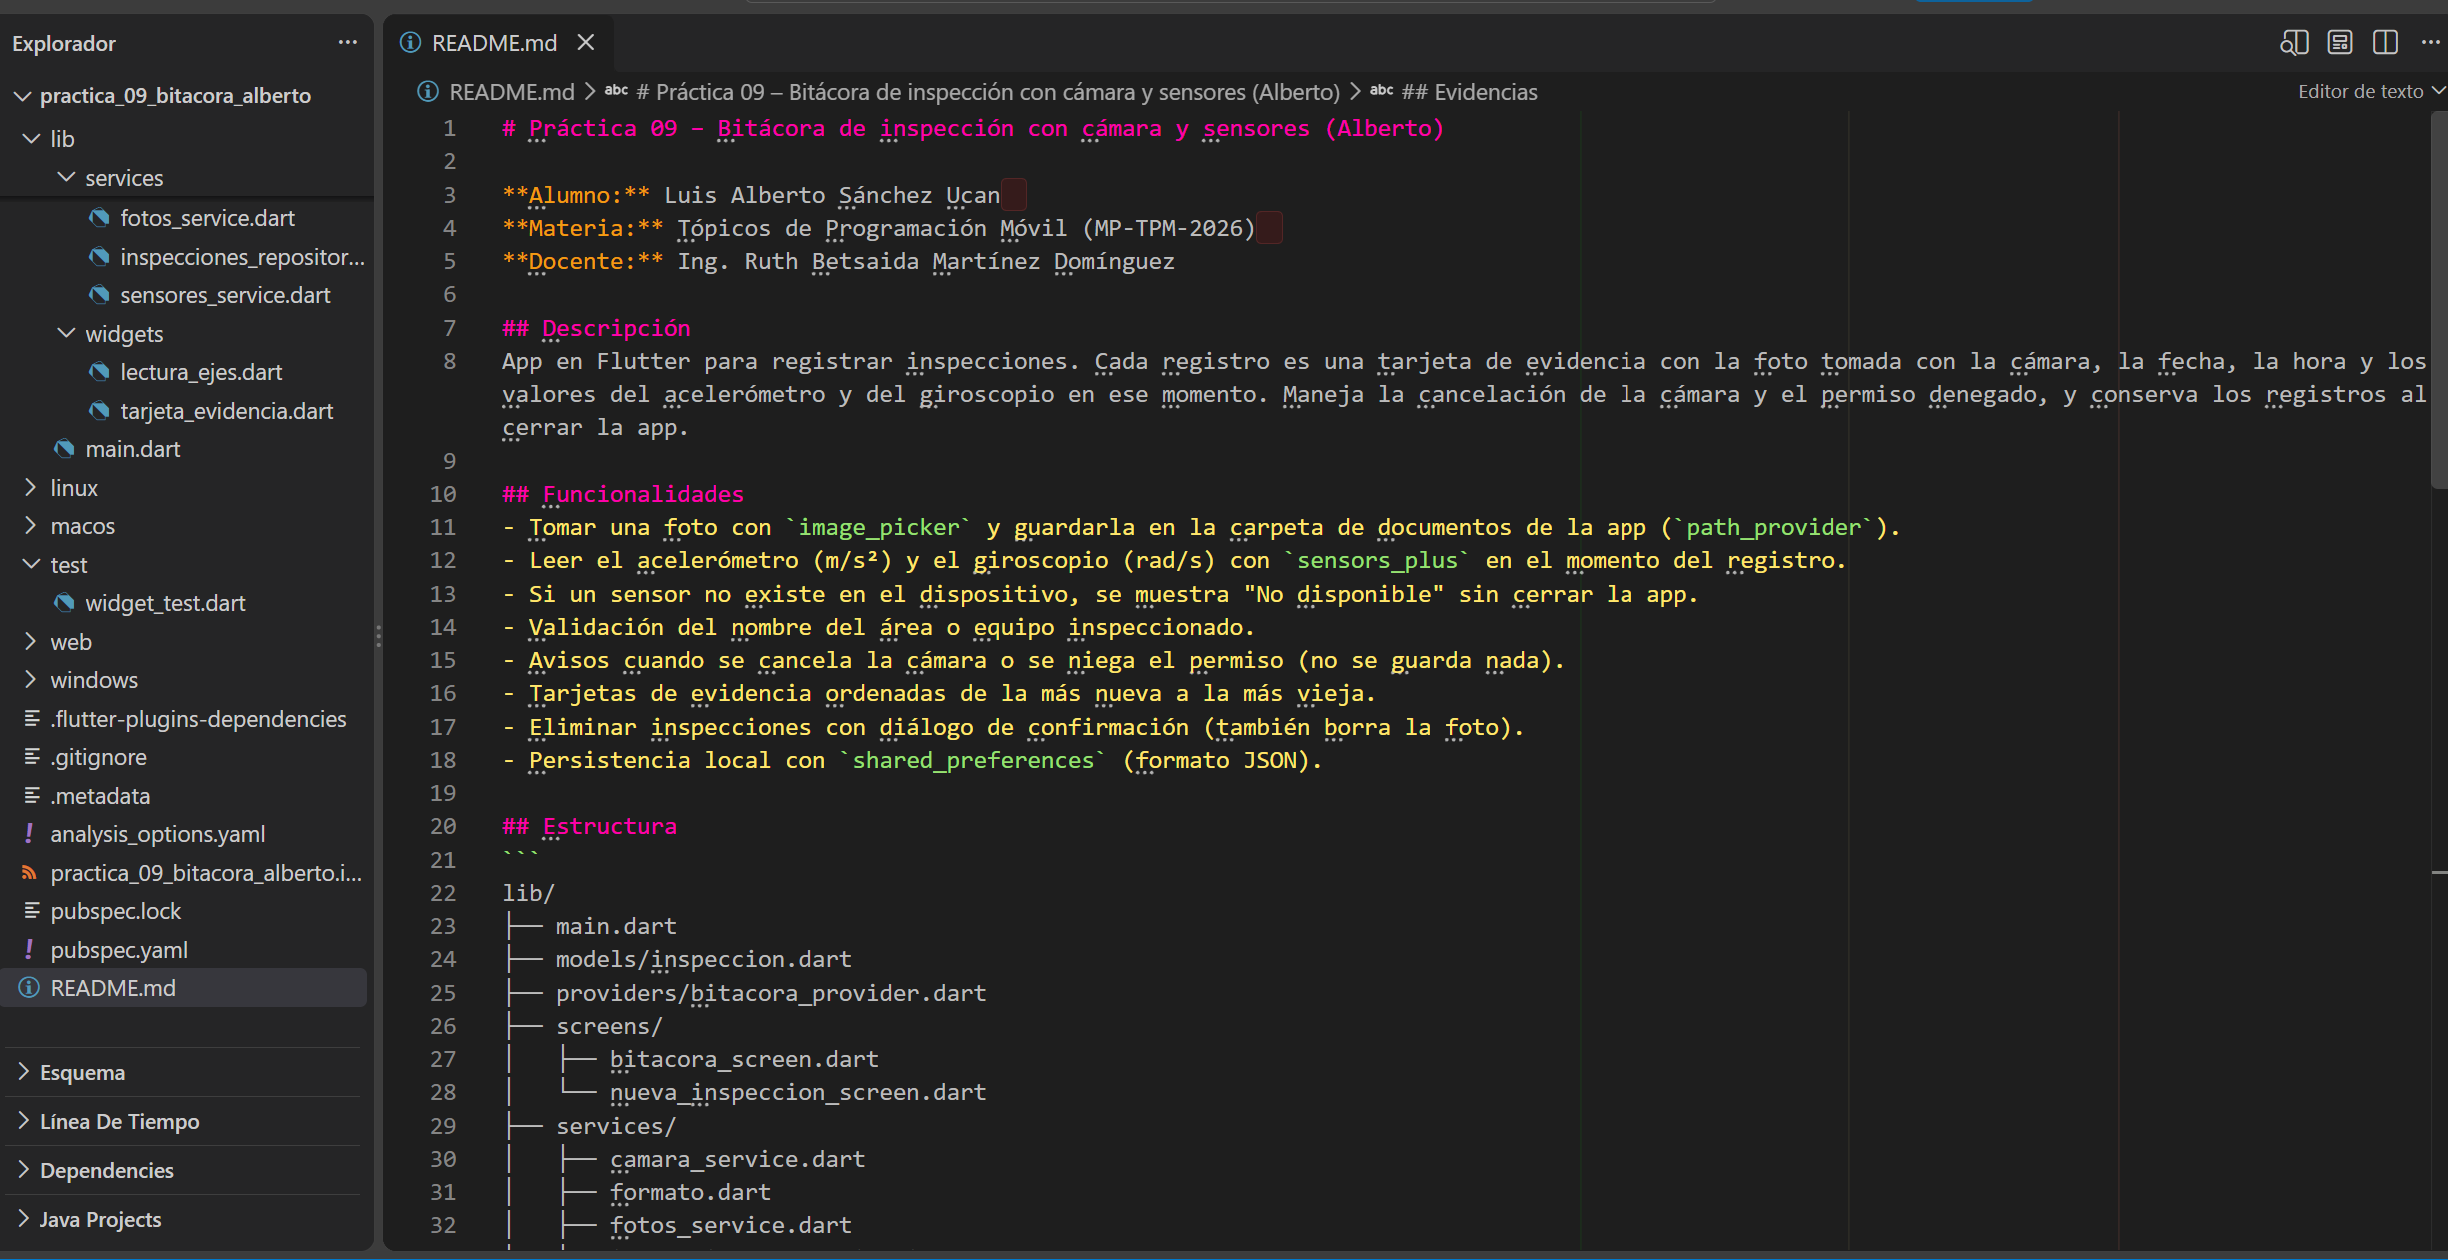 Explorador
practica_09_bitacora_alberto
lib
services
fotos_service.dart
inspecciones_repositor...
sensores_service.dart
widgets
lectura_ejes.dart
tarjeta_evidencia.dart
main.dart
linux
macos
test
widget_test.dart
web
windows
.flutter-plugins-dependencies
.gitignore
.metadata
analysis_options.yaml
practica_09_bitacora_alberto.i...
pubspec.lock
pubspec.yaml
README.md
Esquema
Línea De Tiempo
Dependencies
Java Projects
README.md
README.md > abc # Práctica 09 – Bitácora de inspección con cámara y sensores (Alberto) > abc ## Evidencias
Editor de texto
1 # Práctica 09 – Bitácora de inspección con cámara y sensores (Alberto)
2
3 **Alumno:** Luis Alberto Sánchez Ucan
4 **Materia:** Tópicos de Programación Móvil (MP-TPM-2026)
5 **Docente:** Ing. Ruth Betsaida Martínez Domínguez
6
7 ## Descripción
8 App en Flutter para registrar inspecciones. Cada registro es una tarjeta de evidencia con la foto tomada con la cámara, la fecha, la hora y los
valores del acelerómetro y del giroscopio en ese momento. Maneja la cancelación de la cámara y el permiso denegado, y conserva los registros al
cerrar la app.
9
10 ## Funcionalidades
11 - Tomar una foto con `image_picker` y guardarla en la carpeta de documentos de la app (`path_provider`).
12 - Leer el acelerómetro (m/s²) y el giroscopio (rad/s) con `sensors_plus` en el momento del registro.
13 - Si un sensor no existe en el dispositivo, se muestra "No disponible" sin cerrar la app.
14 - Validación del nombre del área o equipo inspeccionado.
15 - Avisos cuando se cancela la cámara o se niega el permiso (no se guarda nada).
16 - Tarjetas de evidencia ordenadas de la más nueva a la más vieja.
17 - Eliminar inspecciones con diálogo de confirmación (también borra la foto).
18 - Persistencia local con `shared_preferences` (formato JSON).
19
20 ## Estructura
21 ```
22 lib/
23 ├── main.dart
24 ├── models/inspeccion.dart
25 ├── providers/bitacora_provider.dart
26 ├── screens/
27 │   ├── bitacora_screen.dart
28 │   └── nueva_inspeccion_screen.dart
29 ├── services/
30 │   ├── camara_service.dart
31 │   ├── formato.dart
32 │   ├── fotos_service.dart